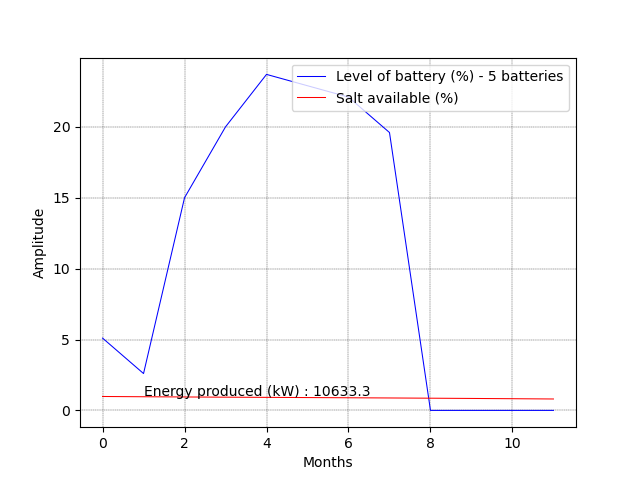 Level of battery (%) - 5 batteries
Salt available (%)
20
15
10
5
0
Amplitude
Energy produced (kW) : 10633.3
0 2 4 6 8 10
Months